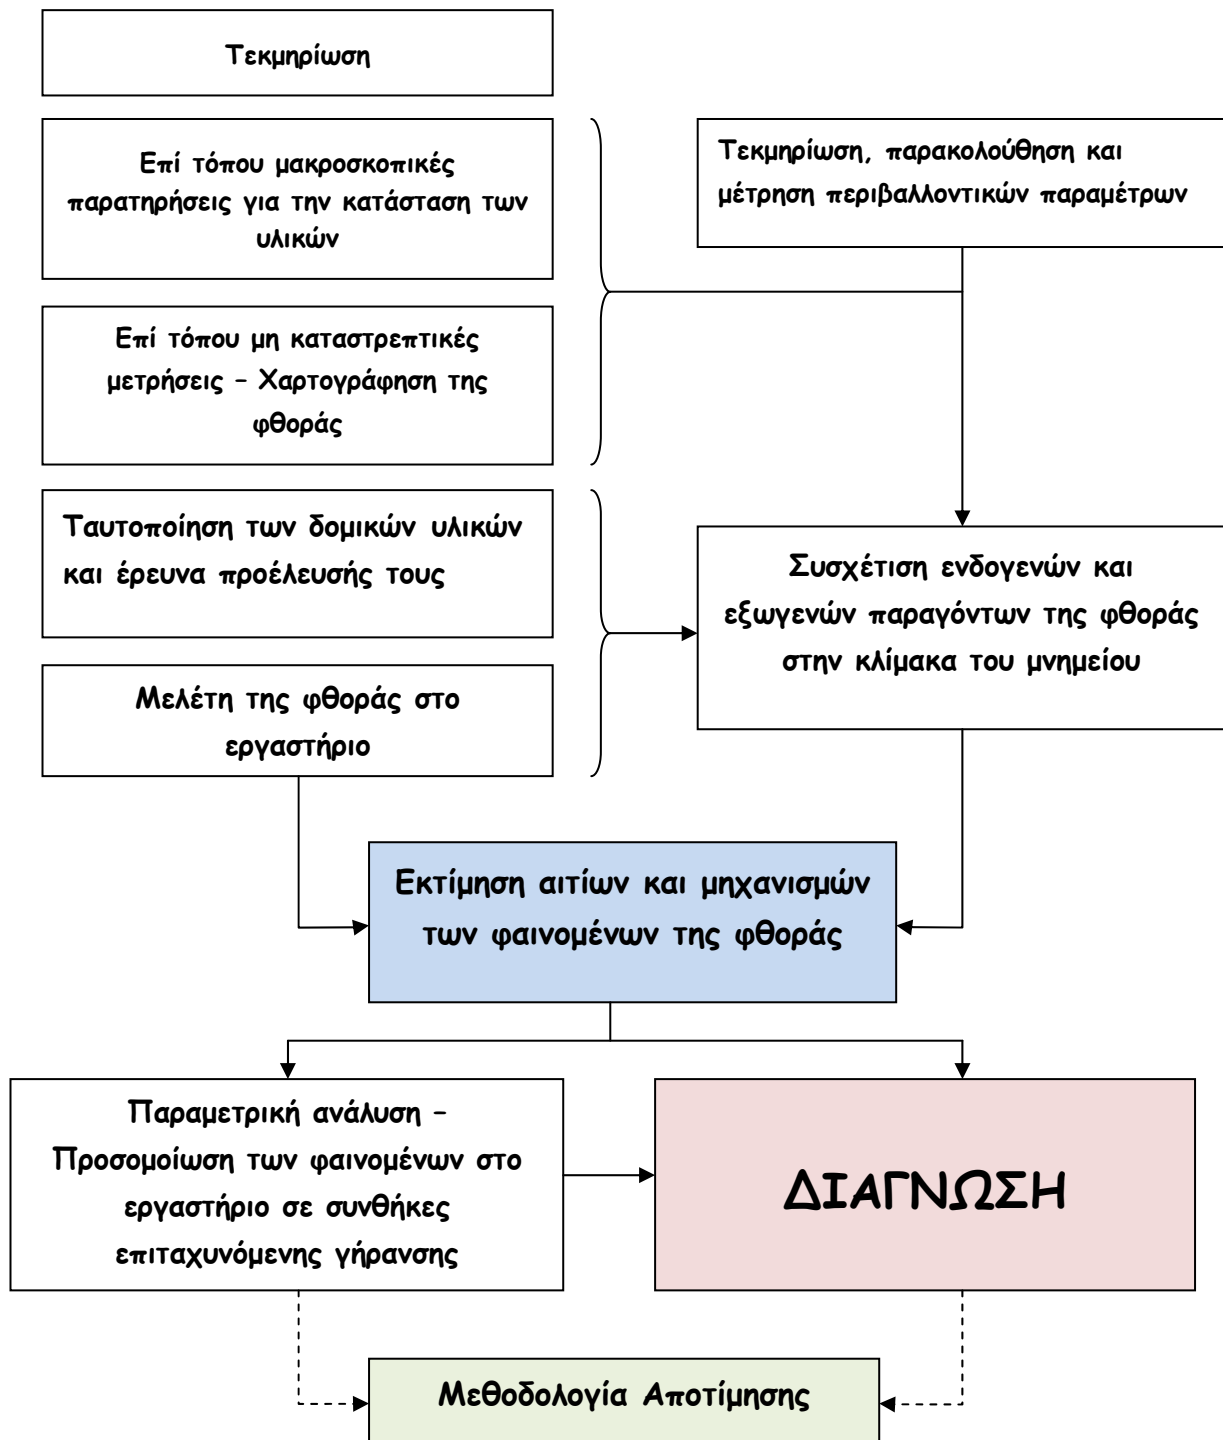 Τεκμηρίωση
Επί τόπου μακροσκοπικές
παρατηρήσεις για την κατάσταση των
υλικών
Τεκμηρίωση, παρακολούθηση και
μέτρηση περιβαλλοντικών παραμέτρων
Επί τόπου μη καταστρεπτικές
μετρήσεις – Χαρτογράφηση της
φθοράς
Ταυτοποίηση των δομικών υλικών
και έρευνα προέλευσής τους
Συσχέτιση ενδογενών και
εξωγενών παραγόντων της φθοράς
στην κλίμακα του μνημείου
Μελέτη της φθοράς στο
εργαστήριο
Εκτίμηση αιτίων και μηχανισμών
των φαινομένων της φθοράς
Παραμετρική ανάλυση –
Προσομοίωση των φαινομένων στο
εργαστήριο σε συνθήκες
επιταχυνόμενης γήρανσης
ΔΙΑΓΝΩΣΗ
Μεθοδολογία Αποτίμησης